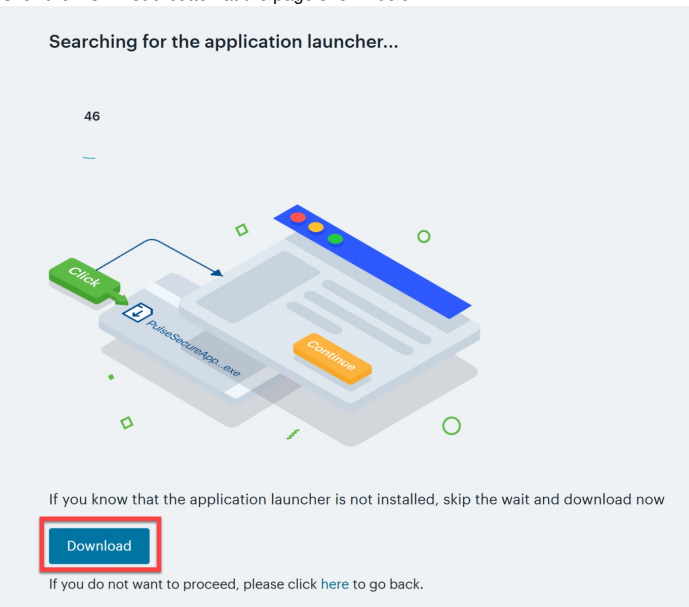 Searching for the application launcher...
46
Click
PulseSecureApp...exe
Continue
If you know that the application launcher is not installed, skip the wait and download now
Download
If you do not want to proceed, please click here to go back.